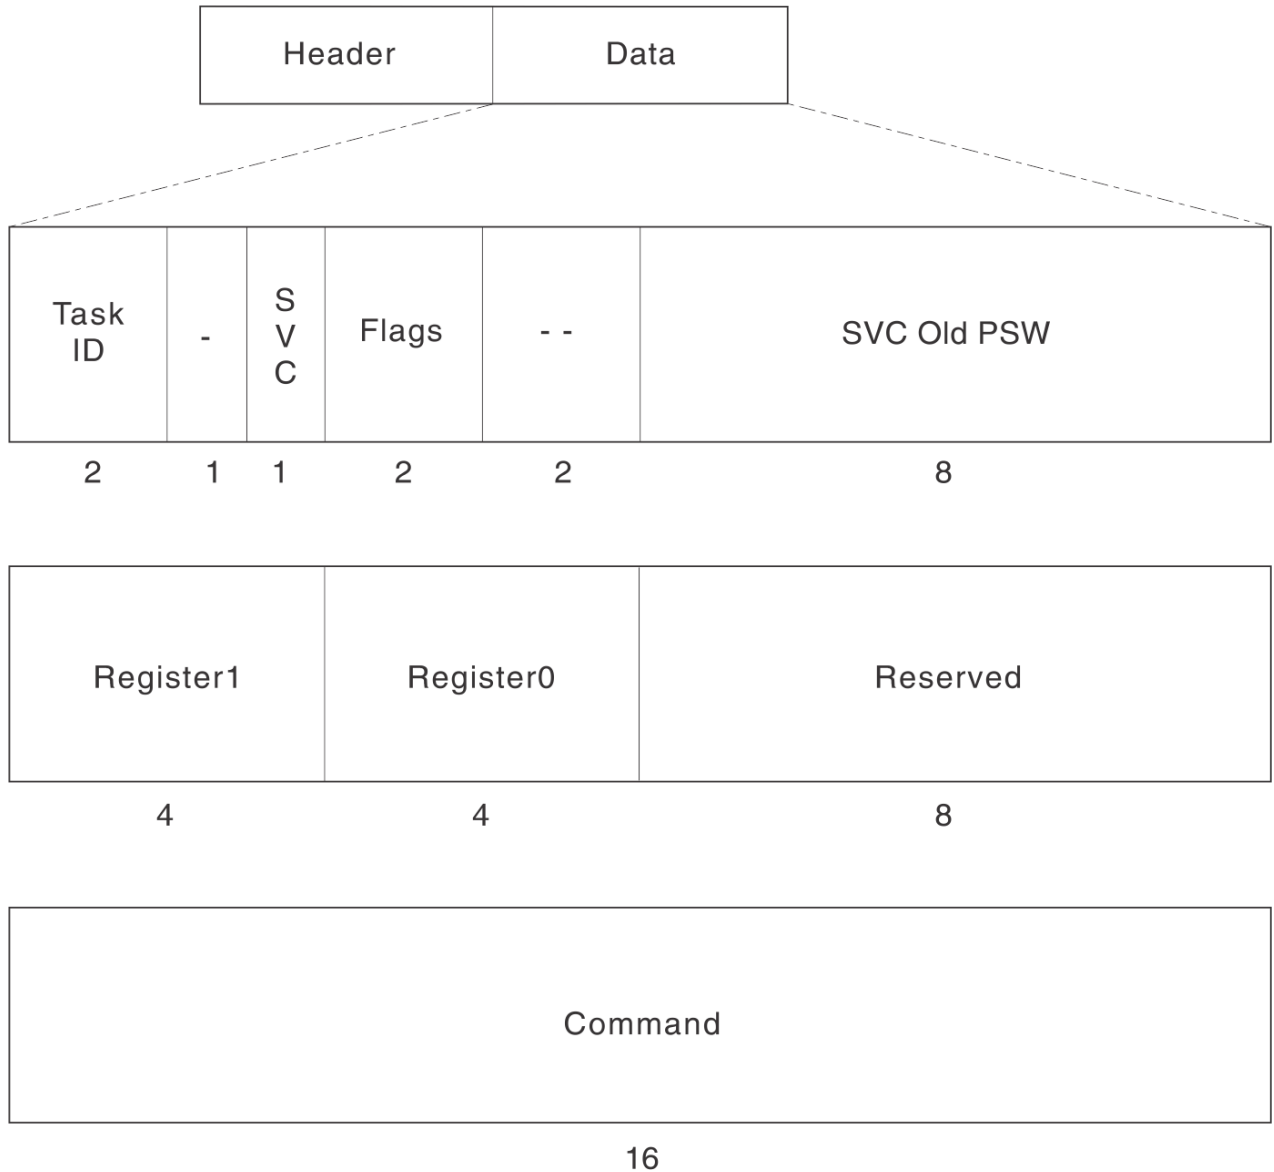 Header Data
Task
ID
-
S
V
C
Flags
- -
SVC Old PSW
2 1 1 2 2 8
Register1 Register0 Reserved
4 4 8
Command
16